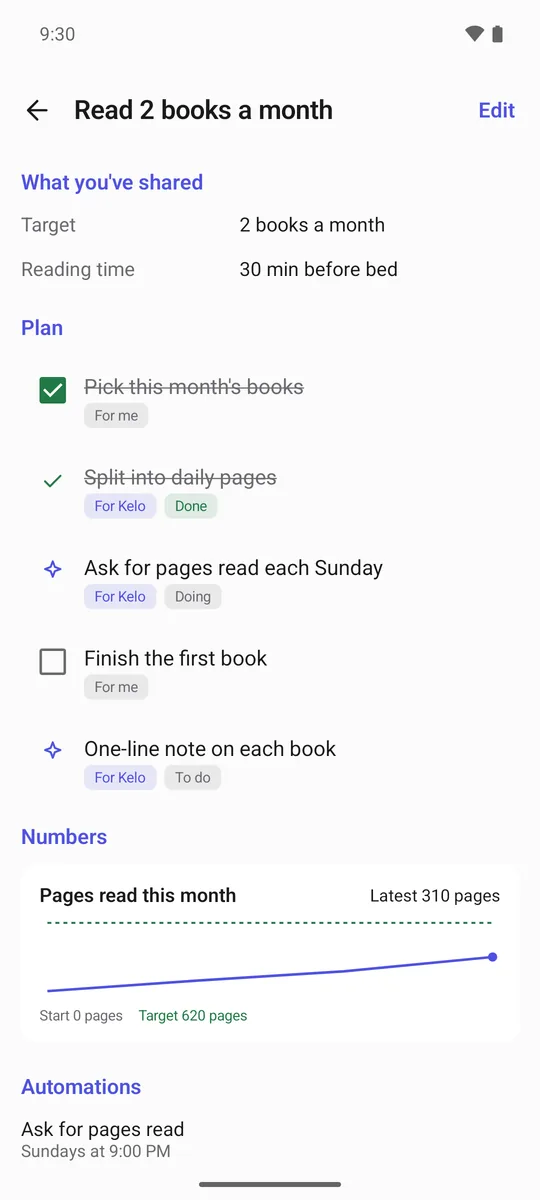 9:30
Read 2 books a month
Edit
What you've shared
Target
2 books a month
Reading time
30 min before bed
Plan
Pick this month's books
For me
Split into daily pages
For Kelo
Done
Ask for pages read each Sunday
For Kelo
Doing
Finish the first book
For me
One-line note on each book
For Kelo
To do
Numbers
Pages read this month
Latest 310 pages
Start 0 pages
Target 620 pages
Automations
Ask for pages read
Sundays at 9:00 PM